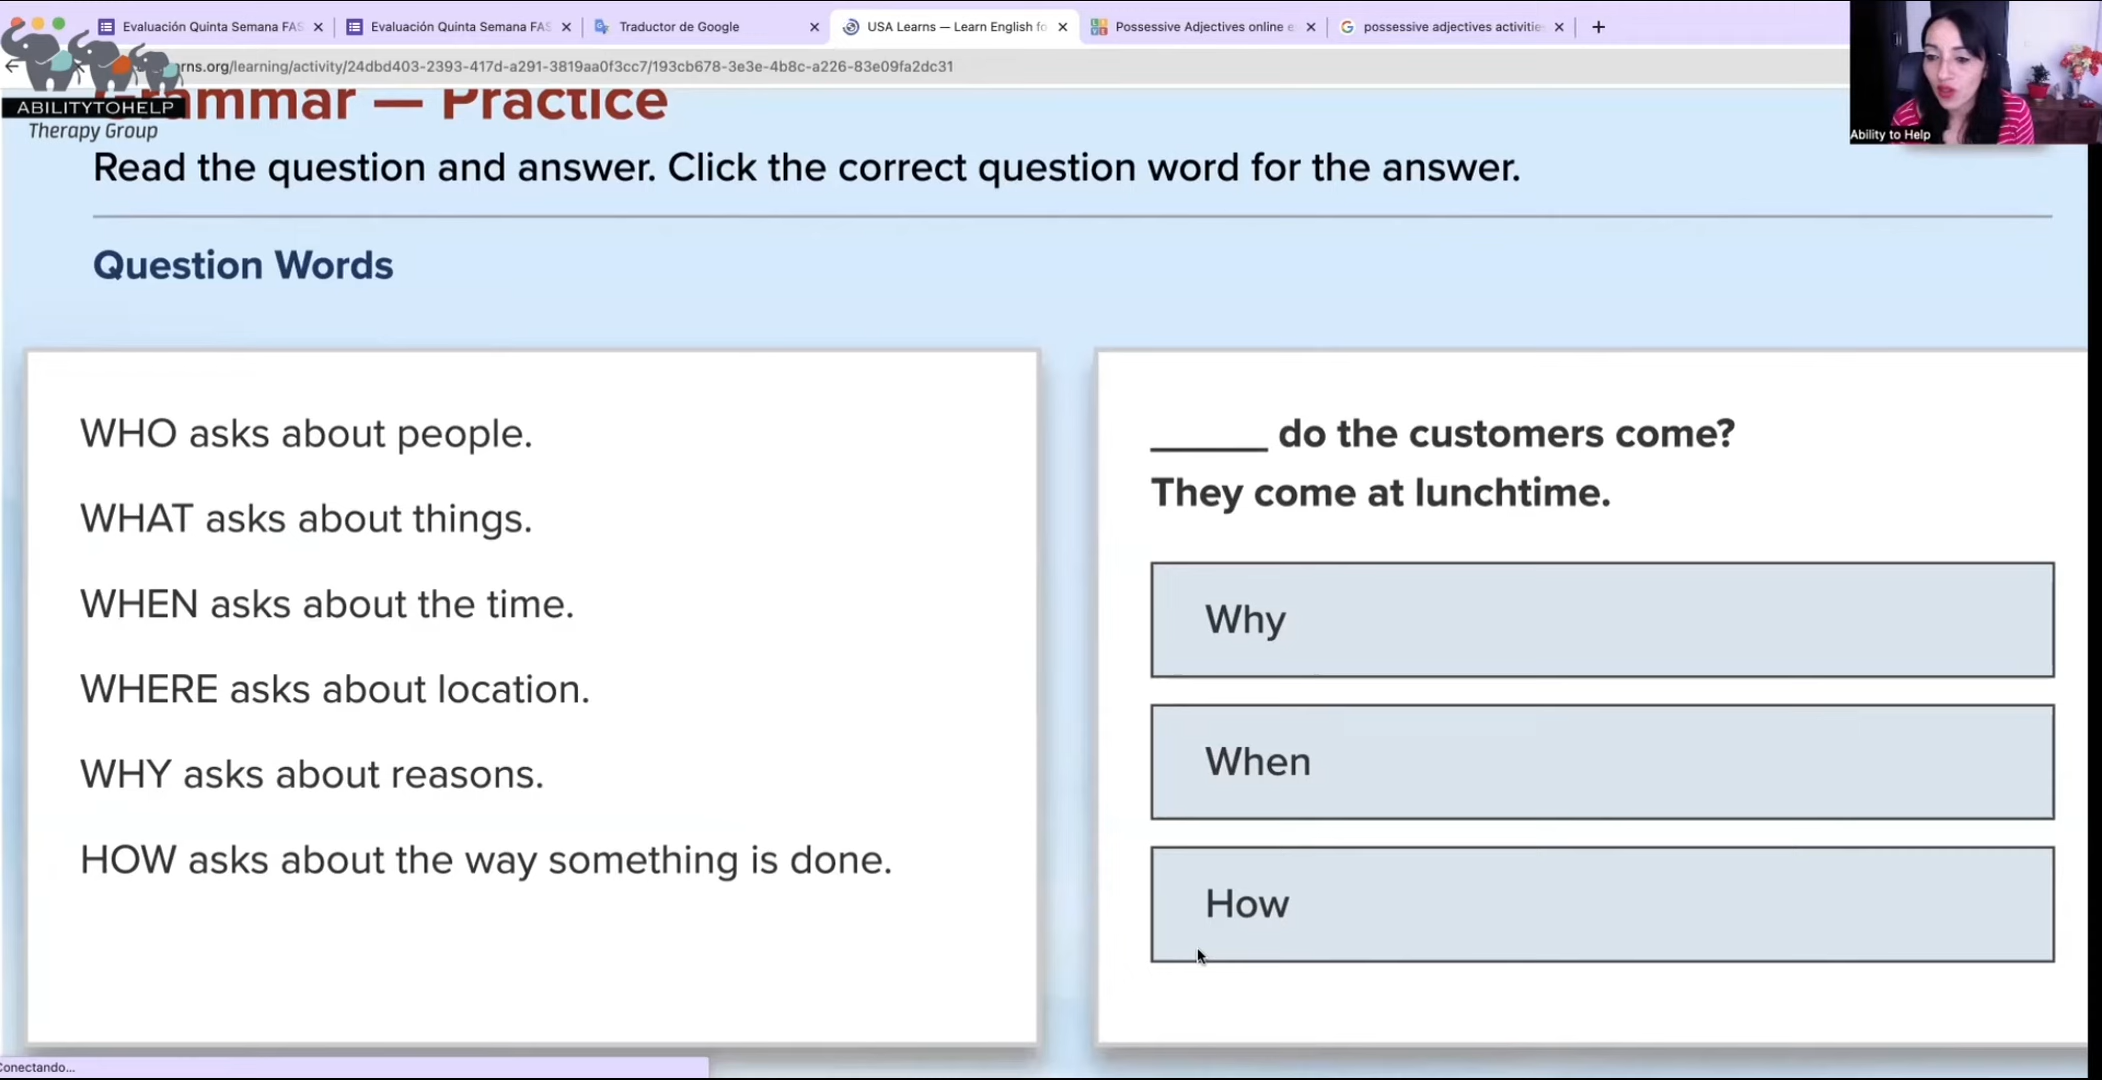 Evaluación Quinta Semana FAS
Evaluación Quinta Semana FAS
Traductor de Google
USA Learns — Learn English fo
Possessive Adjectives online e
possessive adjectives activitie
rns.org/learning/activity/24dbd403-2393-417d-a291-3819aa0f3cc7/193cb678-3e3e-4b8c-a226-83e09fa2dc31
ABILITYTOHELP
Therapy Group
Ability to Help
Grammar — Practice
Read the question and answer. Click the correct question word for the answer.
Question Words
WHO asks about people.
WHAT asks about things.
WHEN asks about the time.
WHERE asks about location.
WHY asks about reasons.
HOW asks about the way something is done.
______ do the customers come?
They come at lunchtime.
Why
When
How
Conectando...